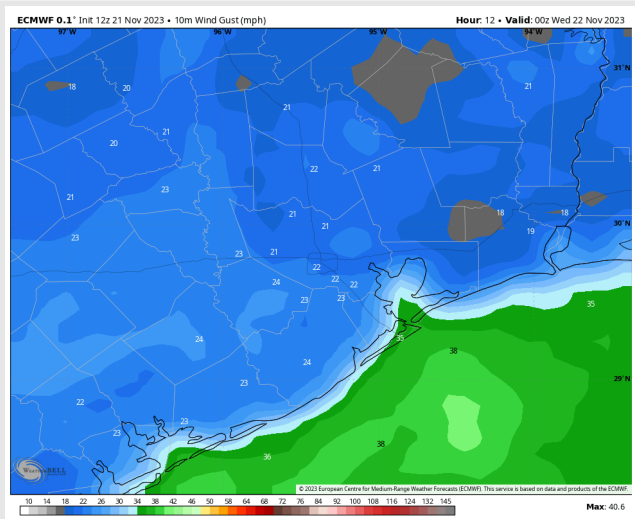 ECMWF 0.1° Init 12z 21 Nov 2023 • 10m Wind Gust (mph)
Hour: 12 • Valid: 00z Wed 22 Nov 2023
97°W 96°W 95°W 94°W
31°N
18 20 21 21
20 21 22 21
21 23 21 18 18
30°N
23 23 21 21 19
22 22 22
24 23 23 35
24 35 38
24 29°N
22 23
23 23
36 38
WeatherBELL
© 2023 European Centre for Medium-Range Weather Forecasts (ECMWF). This service is based on data and products of the ECMWF.
10 14 18 22 26 30 34 38 42 46 50 54 58 64 68 72 76 84 92 100 108 116 124 132 145
Max: 40.6